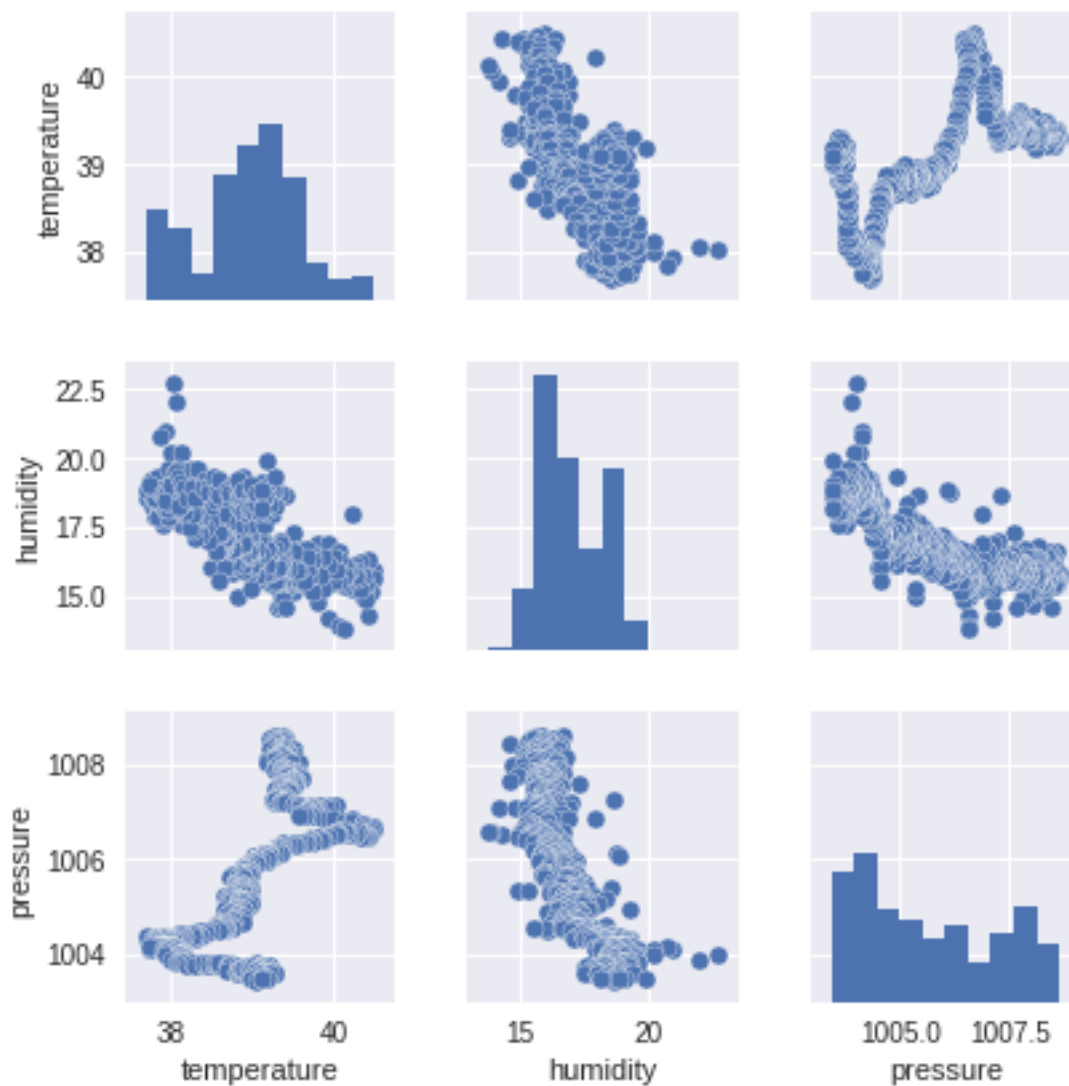 temperature
40
39
38
humidity
22.5
20.0
17.5
15.0
pressure
1008
1006
1004
38 40 15 20 1005.0 1007.5
temperature humidity pressure